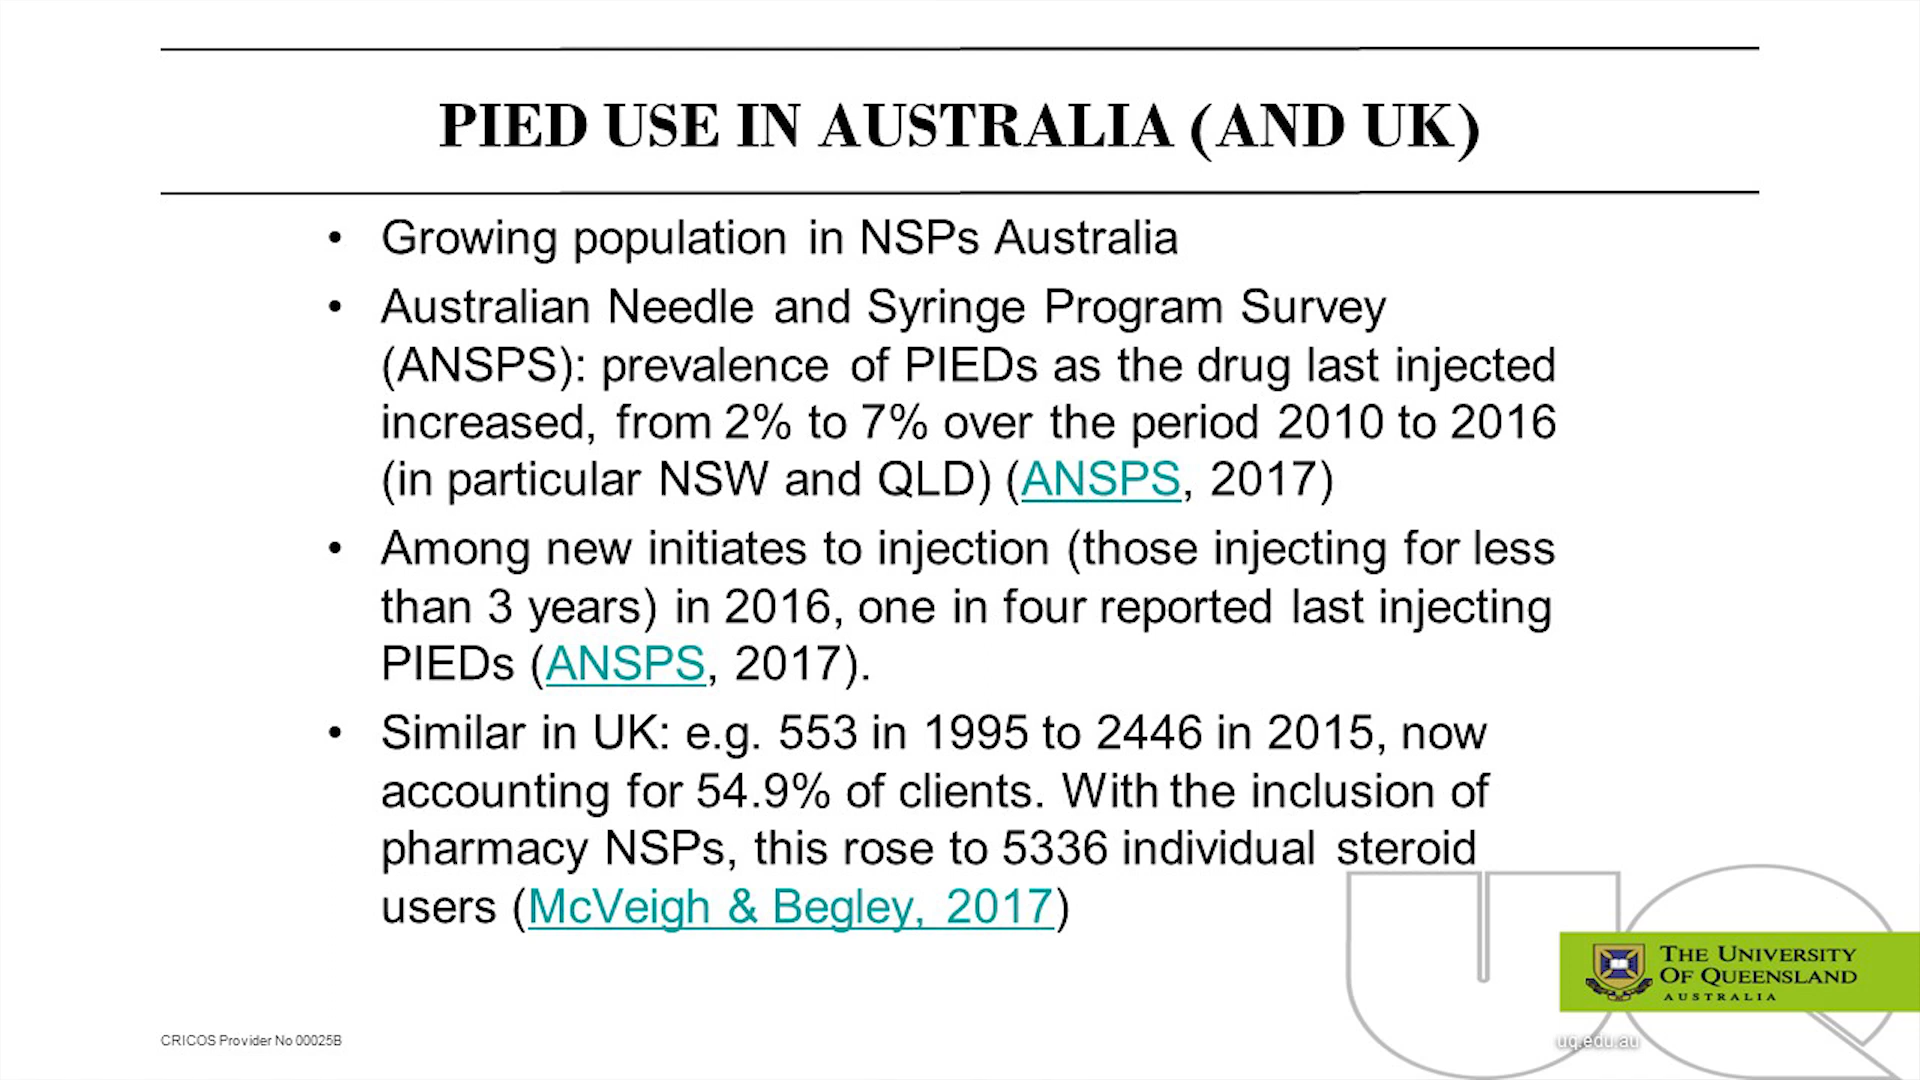 PIED USE IN AUSTRALIA (AND UK)
• Growing population in NSPs Australia
• Australian Needle and Syringe Program Survey
(ANSPS): prevalence of PIEDs as the drug last injected
increased, from 2% to 7% over the period 2010 to 2016
(in particular NSW and QLD) (ANSPS, 2017)
• Among new initiates to injection (those injecting for less
than 3 years) in 2016, one in four reported last injecting
PIEDs (ANSPS, 2017).
• Similar in UK: e.g. 553 in 1995 to 2446 in 2015, now
accounting for 54.9% of clients. With the inclusion of
pharmacy NSPs, this rose to 5336 individual steroid
users (McVeigh & Begley, 2017)
UQ
THE UNIVERSITY
OF QUEENSLAND
AUSTRALIA
CRICOS Provider No 00025B
uq.edu.au